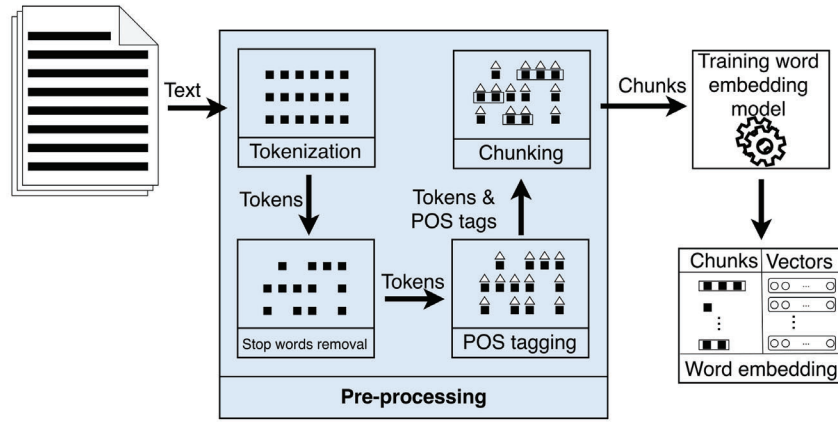 Text
Tokenization
Tokens
Stop words removal
Tokens
POS tagging
Tokens &
POS tags
Chunking
Pre-processing
Chunks
Training word
embedding
model
Chunks
Vectors
...
...
...
Word embedding